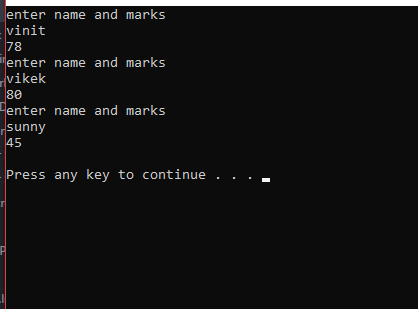 enter name and marks
vinit
78
enter name and marks
vikek
80
enter name and marks
sunny
45
Press any key to continue . . .